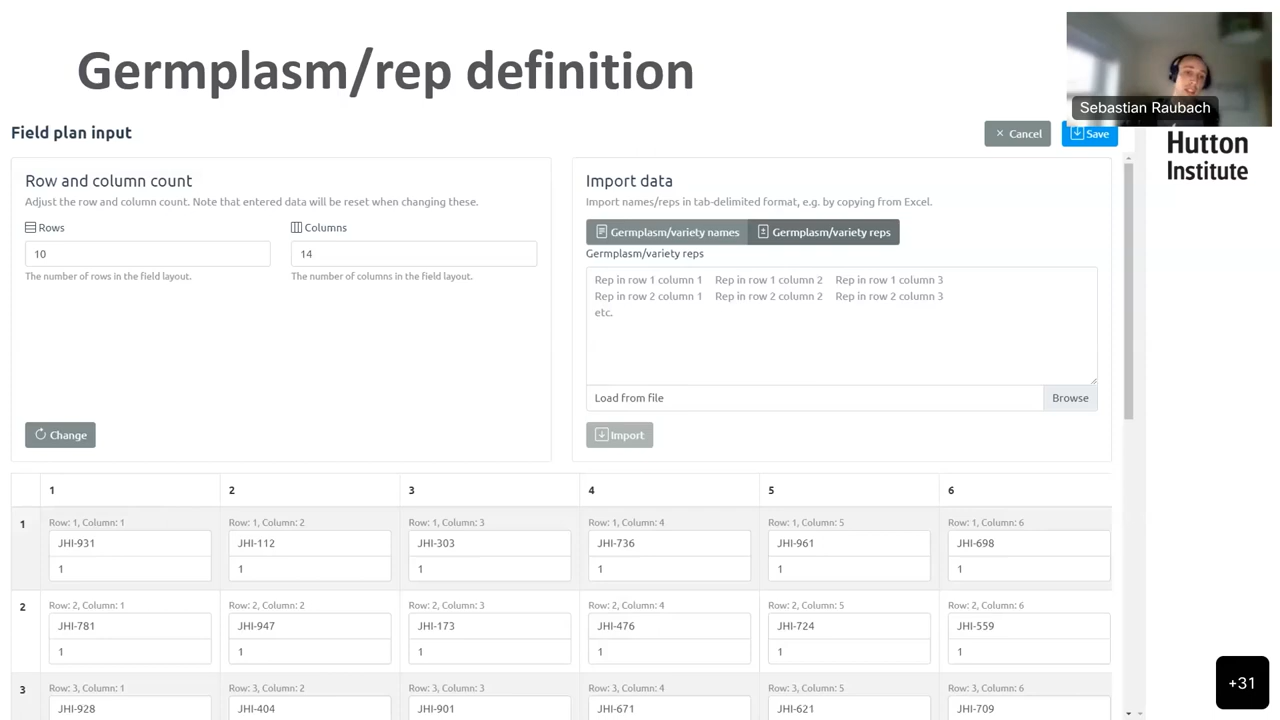 Germplasm/rep definition
Sebastian Raubach
Hutton
Institute
Field plan input
Cancel
Save
Row and column count
Adjust the row and column count. Note that entered data will be reset when changing these.
Rows
Columns
10
14
The number of rows in the field layout.
The number of columns in the field layout.
Change
Import data
Import names/reps in tab-delimited format, e.g. by copying from Excel.
Germplasm/variety names
Germplasm/variety reps
Germplasm/variety reps
Rep in row 1 column 1 Rep in row 1 column 2 Rep in row 1 column 3
Rep in row 2 column 1 Rep in row 2 column 2 Rep in row 2 column 3
etc.
Load from file
Browse
Import
1 2 3 4 5 6
1
Row: 1, Column: 1 Row: 1, Column: 2 Row: 1, Column: 3 Row: 1, Column: 4 Row: 1, Column: 5 Row: 1, Column: 6
JHI-931 JHI-112 JHI-303 JHI-736 JHI-961 JHI-698
1 1 1 1 1 1
2
Row: 2, Column: 1 Row: 2, Column: 2 Row: 2, Column: 3 Row: 2, Column: 4 Row: 2, Column: 5 Row: 2, Column: 6
JHI-781 JHI-947 JHI-173 JHI-476 JHI-724 JHI-559
1 1 1 1 1 1
3
Row: 3, Column: 1 Row: 3, Column: 2 Row: 3, Column: 3 Row: 3, Column: 4 Row: 3, Column: 5 Row: 3, Column: 6
JHI-928 JHI-404 JHI-901 JHI-671 JHI-621 JHI-709
+31